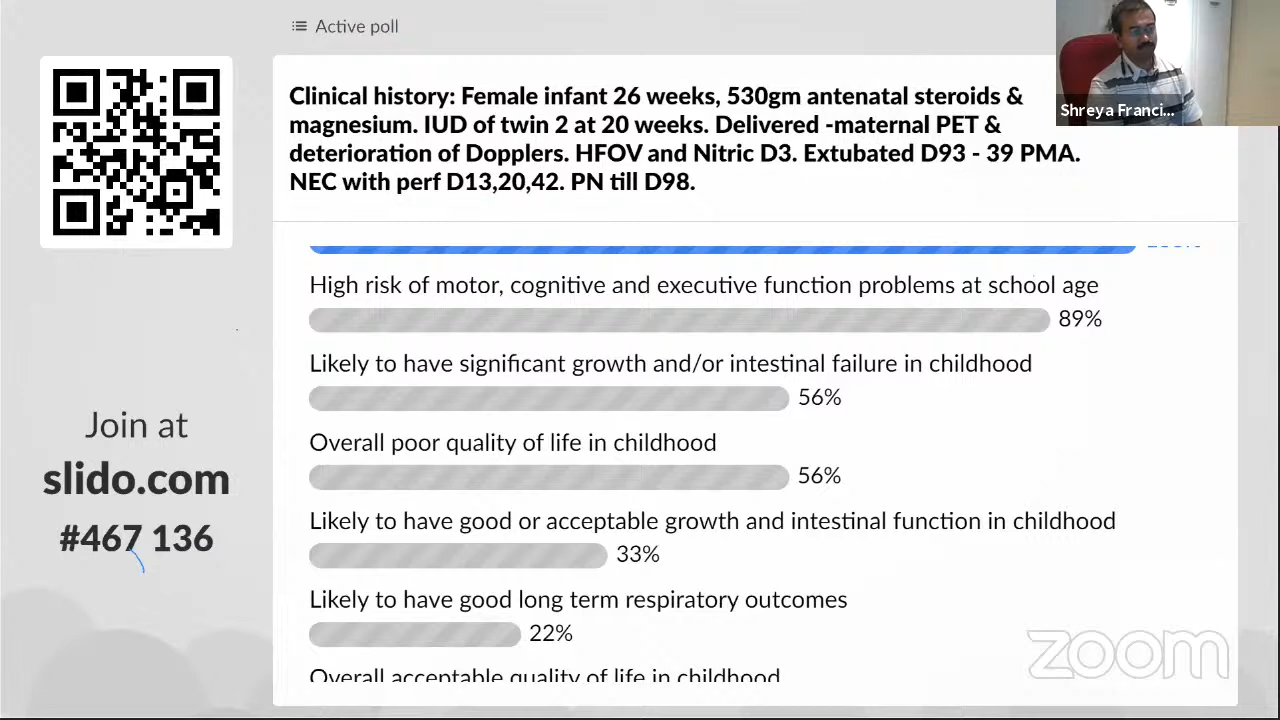 Active poll
Clinical history: Female infant 26 weeks, 530gm antenatal steroids &
magnesium. IUD of twin 2 at 20 weeks. Delivered -maternal PET &
deterioration of Dopplers. HFOV and Nitric D3. Extubated D93 - 39 PMA.
NEC with perf D13,20,42. PN till D98.
Shreya Franci...
High risk of motor, cognitive and executive function problems at school age
89%
Likely to have significant growth and/or intestinal failure in childhood
56%
Overall poor quality of life in childhood
56%
Likely to have good or acceptable growth and intestinal function in childhood
33%
Likely to have good long term respiratory outcomes
22%
Overall acceptable quality of life in childhood
Join at
slido.com
#467 136
zoom